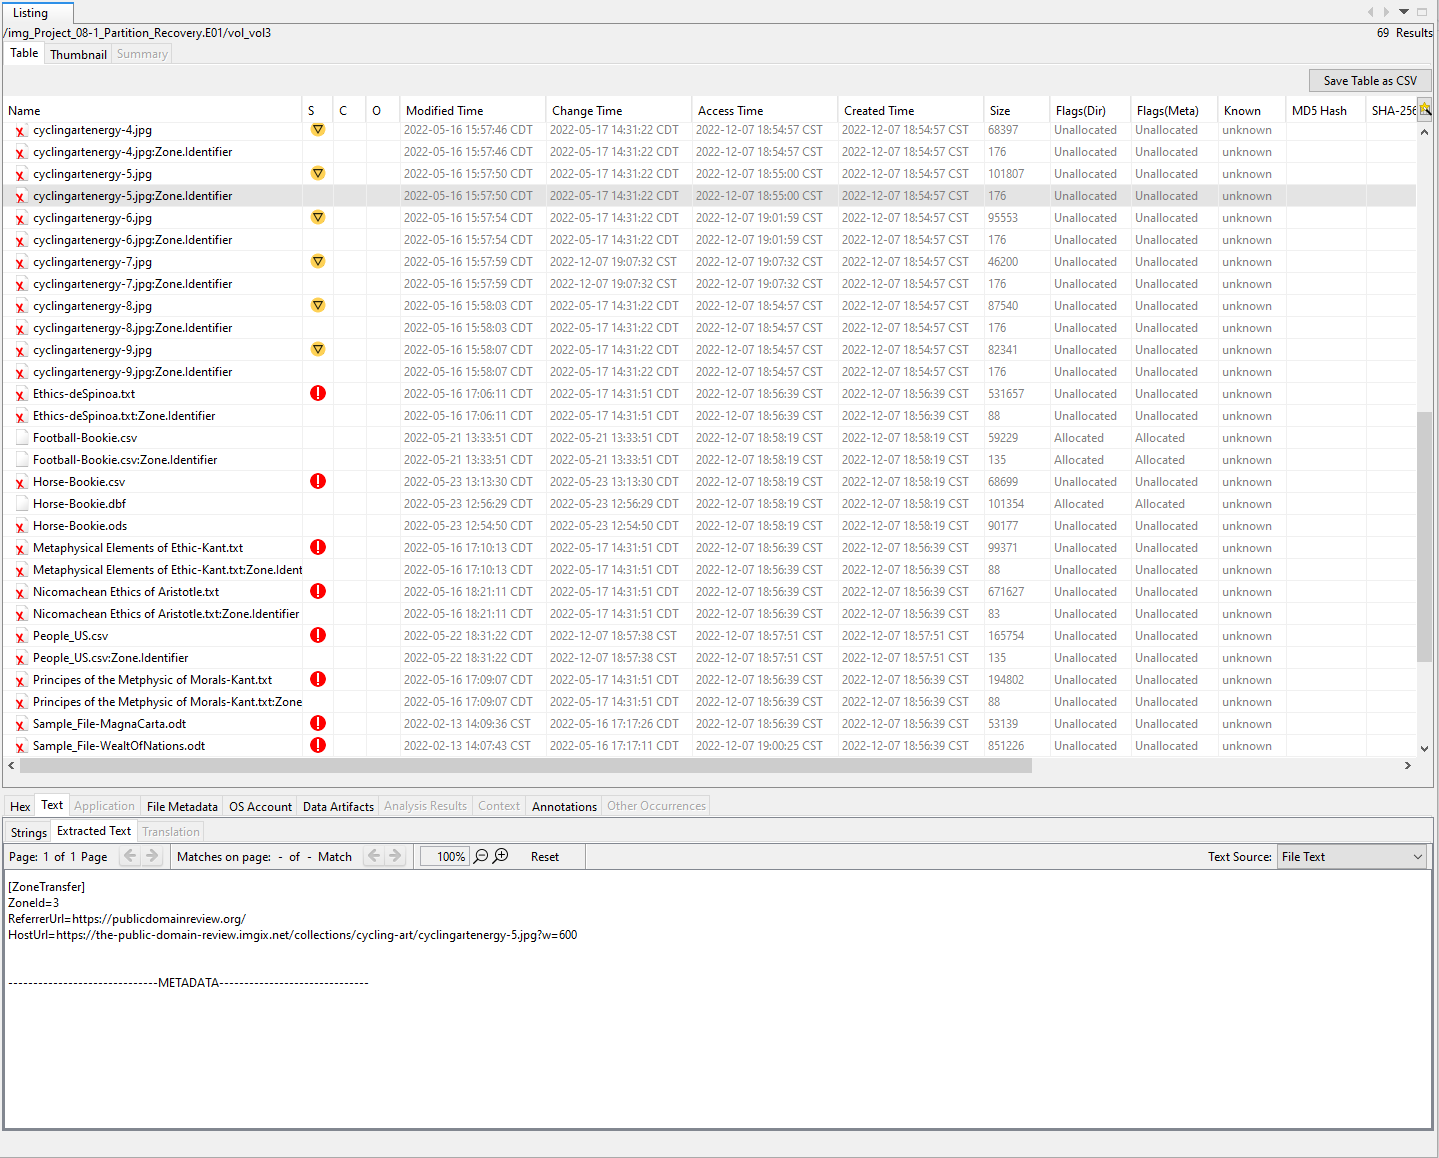 Listing
/img_Project_08-1_Partition_Recovery.E01/vol_vol3 69 Results
Table Thumbnail Summary
Save Table as CSV
Name S C O Modified Time Change Time Access Time Created Time Size Flags(Dir) Flags(Meta) Known MD5 Hash SHA-256
cyclingartenergy-4.jpg 2022-05-16 15:57:46 CDT 2022-05-17 14:31:22 CDT 2022-12-07 18:54:57 CST 2022-12-07 18:54:57 CST 68397 Unallocated Unallocated unknown
cyclingartenergy-4.jpg:Zone.Identifier 2022-05-16 15:57:46 CDT 2022-05-17 14:31:22 CDT 2022-12-07 18:54:57 CST 2022-12-07 18:54:57 CST 176 Unallocated Unallocated unknown
cyclingartenergy-5.jpg 2022-05-16 15:57:50 CDT 2022-05-17 14:31:22 CDT 2022-12-07 18:55:00 CST 2022-12-07 18:54:57 CST 101807 Unallocated Unallocated unknown
cyclingartenergy-5.jpg:Zone.Identifier 2022-05-16 15:57:50 CDT 2022-05-17 14:31:22 CDT 2022-12-07 18:55:00 CST 2022-12-07 18:54:57 CST 176 Unallocated Unallocated unknown
cyclingartenergy-6.jpg 2022-05-16 15:57:54 CDT 2022-05-17 14:31:22 CDT 2022-12-07 19:01:59 CST 2022-12-07 18:54:57 CST 95553 Unallocated Unallocated unknown
cyclingartenergy-6.jpg:Zone.Identifier 2022-05-16 15:57:54 CDT 2022-05-17 14:31:22 CDT 2022-12-07 19:01:59 CST 2022-12-07 18:54:57 CST 176 Unallocated Unallocated unknown
cyclingartenergy-7.jpg 2022-05-16 15:57:59 CDT 2022-12-07 19:07:32 CST 2022-12-07 19:07:32 CST 2022-12-07 18:54:57 CST 46200 Unallocated Unallocated unknown
cyclingartenergy-7.jpg:Zone.Identifier 2022-05-16 15:57:59 CDT 2022-12-07 19:07:32 CST 2022-12-07 19:07:32 CST 2022-12-07 18:54:57 CST 176 Unallocated Unallocated unknown
cyclingartenergy-8.jpg 2022-05-16 15:58:03 CDT 2022-05-17 14:31:22 CDT 2022-12-07 18:54:57 CST 2022-12-07 18:54:57 CST 87540 Unallocated Unallocated unknown
cyclingartenergy-8.jpg:Zone.Identifier 2022-05-16 15:58:03 CDT 2022-05-17 14:31:22 CDT 2022-12-07 18:54:57 CST 2022-12-07 18:54:57 CST 176 Unallocated Unallocated unknown
cyclingartenergy-9.jpg 2022-05-16 15:58:07 CDT 2022-05-17 14:31:22 CDT 2022-12-07 18:54:57 CST 2022-12-07 18:54:57 CST 82341 Unallocated Unallocated unknown
cyclingartenergy-9.jpg:Zone.Identifier 2022-05-16 15:58:07 CDT 2022-05-17 14:31:22 CDT 2022-12-07 18:54:57 CST 2022-12-07 18:54:57 CST 176 Unallocated Unallocated unknown
Ethics-deSpinoa.txt 2022-05-16 17:06:11 CDT 2022-05-17 14:31:51 CDT 2022-12-07 18:56:39 CST 2022-12-07 18:56:39 CST 531657 Unallocated Unallocated unknown
Ethics-deSpinoa.txt:Zone.Identifier 2022-05-16 17:06:11 CDT 2022-05-17 14:31:51 CDT 2022-12-07 18:56:39 CST 2022-12-07 18:56:39 CST 88 Unallocated Unallocated unknown
Football-Bookie.csv 2022-05-21 13:33:51 CDT 2022-05-21 13:33:51 CDT 2022-12-07 18:58:19 CST 2022-12-07 18:58:19 CST 59229 Allocated Allocated unknown
Football-Bookie.csv:Zone.Identifier 2022-05-21 13:33:51 CDT 2022-05-21 13:33:51 CDT 2022-12-07 18:58:19 CST 2022-12-07 18:58:19 CST 135 Allocated Allocated unknown
Horse-Bookie.csv 2022-05-23 13:13:30 CDT 2022-05-23 13:13:30 CDT 2022-12-07 18:58:19 CST 2022-12-07 18:58:19 CST 68699 Unallocated Unallocated unknown
Horse-Bookie.dbf 2022-05-23 12:56:29 CDT 2022-05-23 12:56:29 CDT 2022-12-07 18:58:19 CST 2022-12-07 18:58:19 CST 101354 Allocated Allocated unknown
Horse-Bookie.ods 2022-05-23 12:54:50 CDT 2022-05-23 12:54:50 CDT 2022-12-07 18:58:19 CST 2022-12-07 18:58:19 CST 90177 Unallocated Unallocated unknown
Metaphysical Elements of Ethic-Kant.txt 2022-05-16 17:10:13 CDT 2022-05-17 14:31:51 CDT 2022-12-07 18:56:39 CST 2022-12-07 18:56:39 CST 99371 Unallocated Unallocated unknown
Metaphysical Elements of Ethic-Kant.txt:Zone.Ident 2022-05-16 17:10:13 CDT 2022-05-17 14:31:51 CDT 2022-12-07 18:56:39 CST 2022-12-07 18:56:39 CST 88 Unallocated Unallocated unknown
Nicomachean Ethics of Aristotle.txt 2022-05-16 18:21:11 CDT 2022-05-17 14:31:51 CDT 2022-12-07 18:56:39 CST 2022-12-07 18:56:39 CST 671627 Unallocated Unallocated unknown
Nicomachean Ethics of Aristotle.txt:Zone.Identifier 2022-05-16 18:21:11 CDT 2022-05-17 14:31:51 CDT 2022-12-07 18:56:39 CST 2022-12-07 18:56:39 CST 83 Unallocated Unallocated unknown
People_US.csv 2022-05-22 18:31:22 CDT 2022-12-07 18:57:38 CST 2022-12-07 18:57:51 CST 2022-12-07 18:57:51 CST 165754 Unallocated Unallocated unknown
People_US.csv:Zone.Identifier 2022-05-22 18:31:22 CDT 2022-12-07 18:57:38 CST 2022-12-07 18:57:51 CST 2022-12-07 18:57:51 CST 135 Unallocated Unallocated unknown
Principes of the Metphysic of Morals-Kant.txt 2022-05-16 17:09:07 CDT 2022-05-17 14:31:51 CDT 2022-12-07 18:56:39 CST 2022-12-07 18:56:39 CST 194802 Unallocated Unallocated unknown
Principes of the Metphysic of Morals-Kant.txt:Zone 2022-05-16 17:09:07 CDT 2022-05-17 14:31:51 CDT 2022-12-07 18:56:39 CST 2022-12-07 18:56:39 CST 88 Unallocated Unallocated unknown
Sample_File-MagnaCarta.odt 2022-02-13 14:09:36 CST 2022-05-16 17:17:26 CDT 2022-12-07 18:56:39 CST 2022-12-07 18:56:39 CST 53139 Unallocated Unallocated unknown
Sample_File-WealtOfNations.odt 2022-02-13 14:07:43 CST 2022-05-16 17:17:11 CDT 2022-12-07 19:00:25 CST 2022-12-07 18:56:39 CST 851226 Unallocated Unallocated unknown
Hex Text Application File Metadata OS Account Data Artifacts Analysis Results Context Annotations Other Occurrences
Strings Extracted Text Translation
Page: 1 of 1 Page Matches on page: - of - Match 100% Reset Text Source: File Text
[ZoneTransfer]
ZoneId=3
ReferrerUrl=https://publicdomainreview.org/
HostUrl=https://the-public-domain-review.imgix.net/collections/cycling-art/cyclingartenergy-5.jpg?w=600
------------------------------METADATA------------------------------